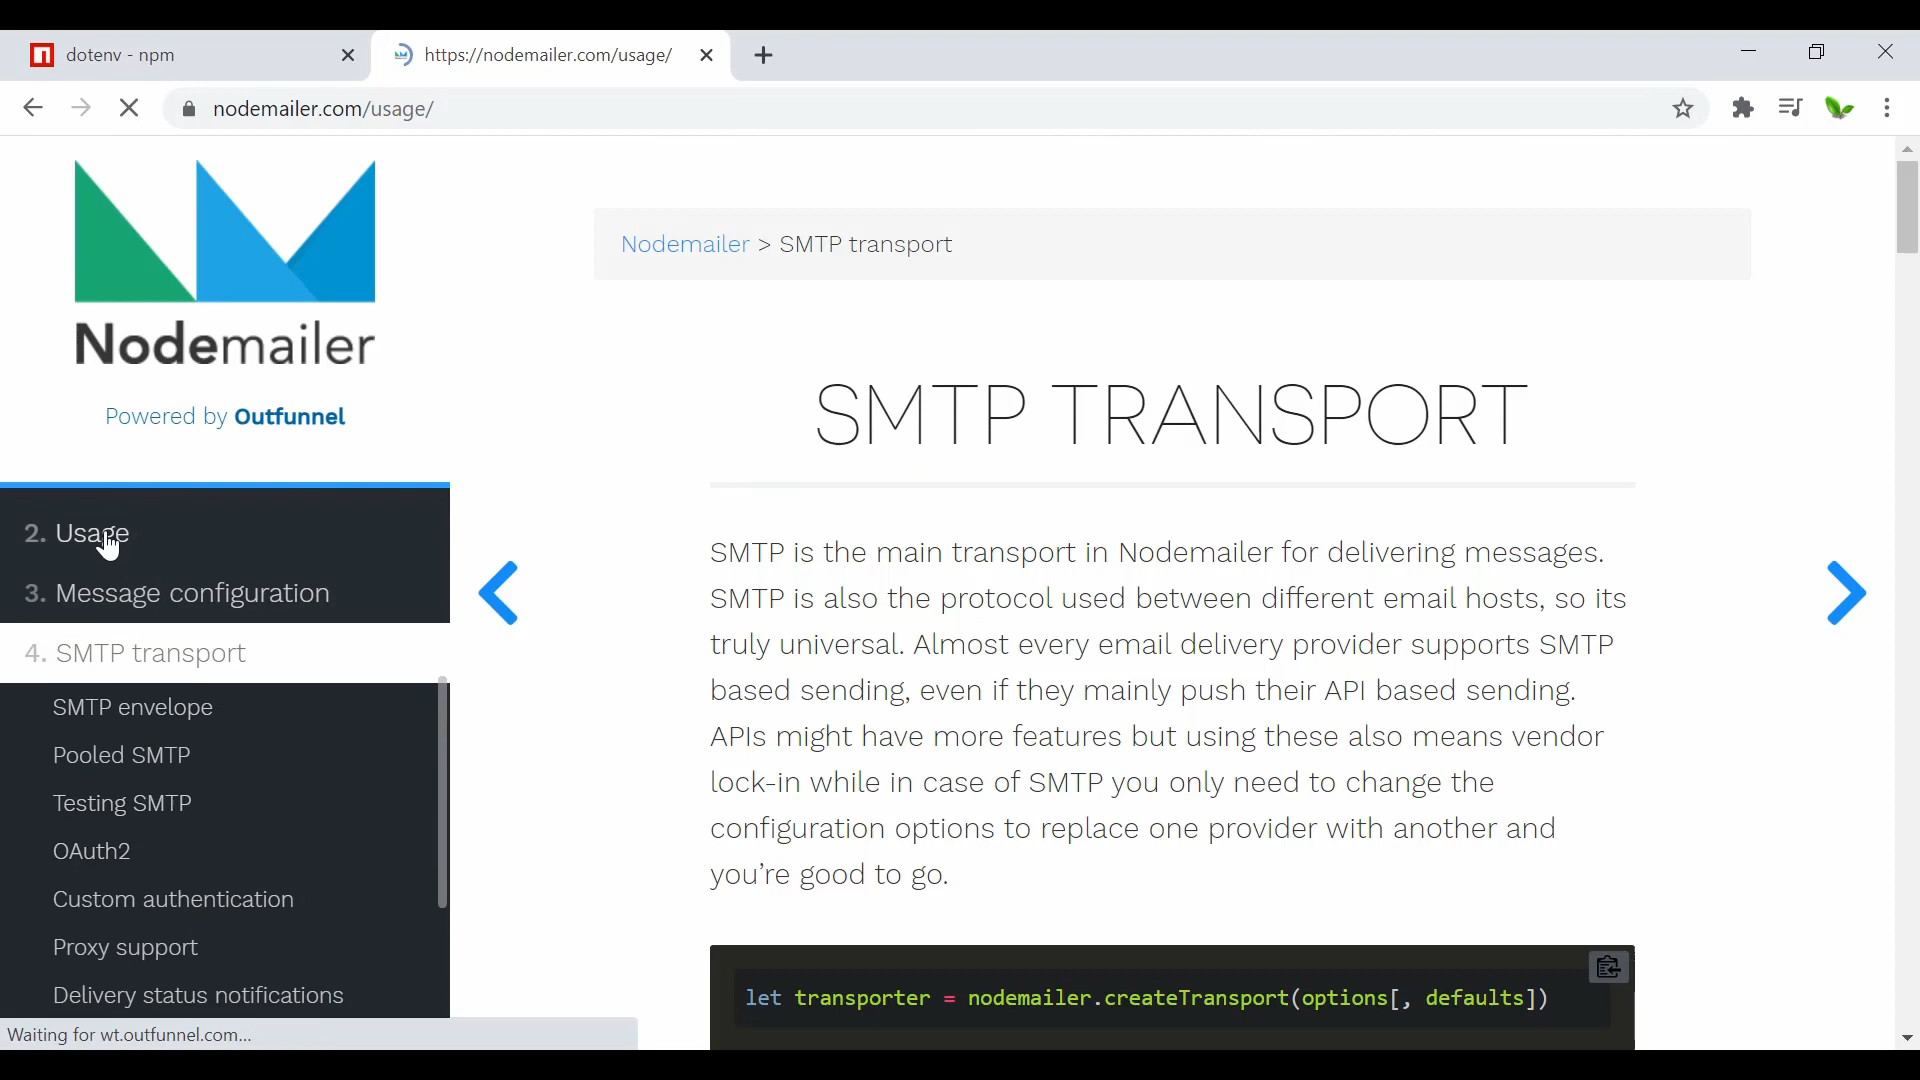 dotenv - npm
https://nodemailer.com/usage/
nodemailer.com/usage/
Nodemailer
Powered by Outfunnel
2. Usage
3. Message configuration
4. SMTP transport
SMTP envelope
Pooled SMTP
Testing SMTP
OAuth2
Custom authentication
Proxy support
Delivery status notifications
Waiting for wt.outfunnel.com...
Nodemailer > SMTP transport
SMTP TRANSPORT
SMTP is the main transport in Nodemailer for delivering messages.
SMTP is also the protocol used between different email hosts, so its
truly universal. Almost every email delivery provider supports SMTP
based sending, even if they mainly push their API based sending.
APIs might have more features but using these also means vendor
lock-in while in case of SMTP you only need to change the
configuration options to replace one provider with another and
you’re good to go.
let transporter = nodemailer.createTransport(options[, defaults])